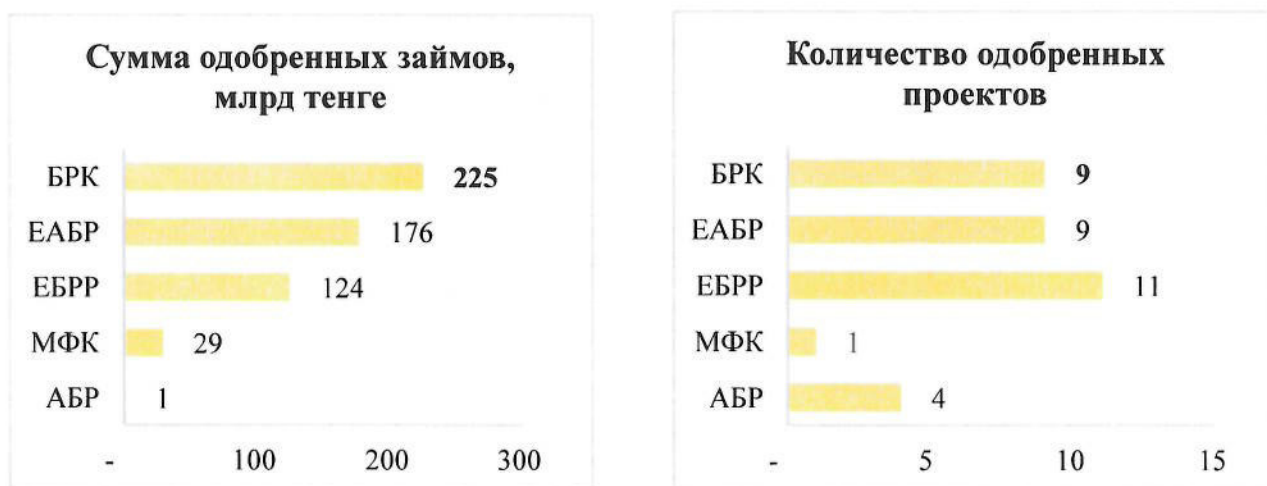 Сумма одобренных займов,
млрд тенге
БРК 225
ЕАБР 176
ЕБРР 124
МФК 29
АБР 1
- 100 200 300
Количество одобренных
проектов
БРК 9
ЕАБР 9
ЕБРР 11
МФК 1
АБР 4
- 5 10 15